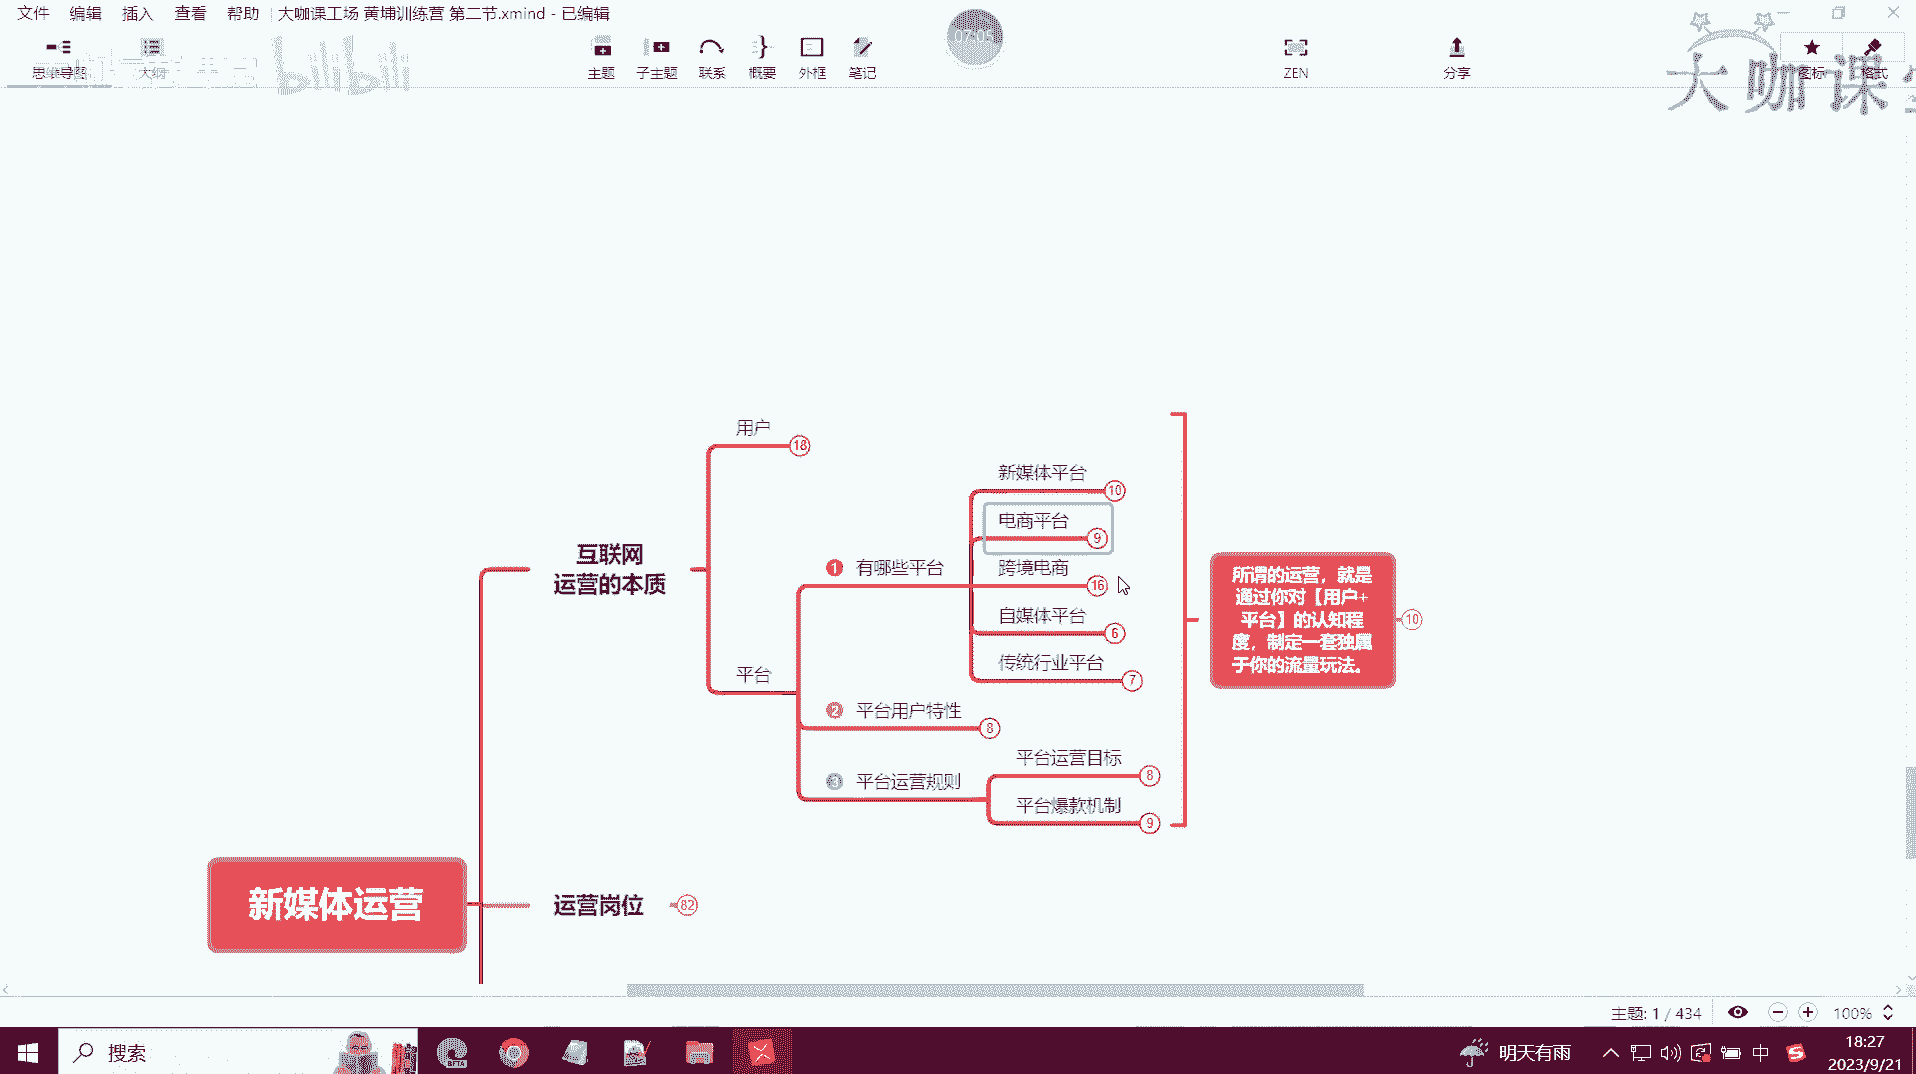 文件 编辑 插入 查看 帮助 大咖课工场 黄埔训练营 第二节.xmind - 已编辑
思维导图 大纲 主题 子主题 联系 概要 外框 笔记 07:05 ZEN 分享 图标 格式
bilibili
大咖课
用户 18
新媒体平台 10
电商平台 9
互联网
运营的本质
1 有哪些平台
跨境电商 16
自媒体平台 6
传统行业平台 7
平台
2 平台用户特性 8
平台运营目标 8
3 平台运营规则
平台爆款机制 9
所谓的运营，就是
通过你对【用户+
平台】的认知程
度，制定一套独属
于你的流量玩法。
10
新媒体运营
运营岗位 82
主题: 1 / 434 100%
搜索
BETA
明天有雨 中 18:27
2023/9/21